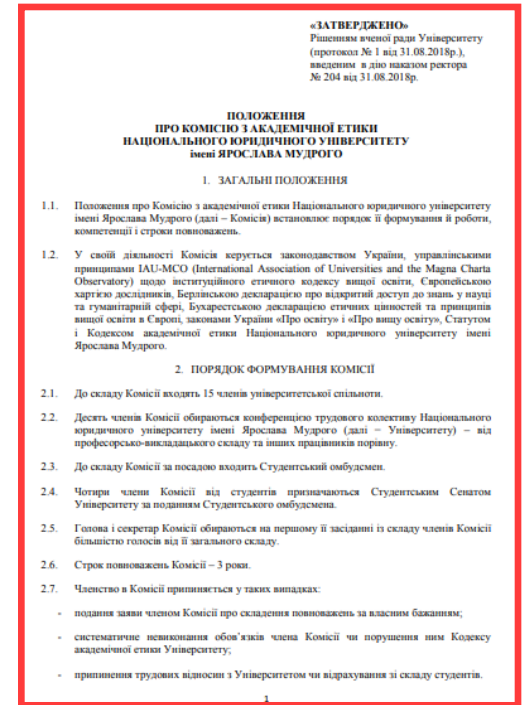 «ЗАТВЕРДЖЕНО»
Рішенням вченої ради Університету
(протокол № 1 від 31.08.2018р.),
введеним в дію наказом ректора
№ 204 від 31.08.2018р.
ПОЛОЖЕННЯ
ПРО КОМІСІЮ З АКАДЕМІЧНОЇ ЕТИКИ
НАЦІОНАЛЬНОГО ЮРИДИЧНОГО УНІВЕРСИТЕТУ
імені ЯРОСЛАВА МУДРОГО
1. ЗАГАЛЬНІ ПОЛОЖЕННЯ
1.1. Положення про Комісію з академічної етики Національного юридичного університету
імені Ярослава Мудрого (далі – Комісія) встановлює порядок її формування й роботи,
компетенції і строки повноважень.
1.2. У своїй діяльності Комісія керується законодавством України, управлінськими
принципами IAU-MCO (International Association of Universities and the Magna Charta
Observatory) щодо інституційного етичного кодексу вищої освіти, Європейською
хартією дослідників, Берлінською декларацією про відкритий доступ до знань у науці
та гуманітарній сфері, Бухарестською декларацією етичних цінностей та принципів
вищої освіти в Європі, законами України «Про освіту» і «Про вищу освіту», Статутом
і Кодексом академічної етики Національного юридичного університету імені
Ярослава Мудрого.
2. ПОРЯДОК ФОРМУВАННЯ КОМІСІЇ
2.1. До складу Комісії входять 15 членів університетської спільноти.
2.2. Десять членів Комісії обираються конференцією трудового колективу Національного
юридичного університету імені Ярослава Мудрого (далі – Університету) – від
професорсько-викладацького складу та інших працівників порівну.
2.3. До складу Комісії за посадою входить Студентський омбудсмен.
2.4. Чотири члени Комісії від студентів призначаються Студентським Сенатом
Університету за поданням Студентського омбудсмена.
2.5. Голова і секретар Комісії обираються на першому її засіданні із складу членів Комісії
більшістю голосів від її загального складу.
2.6. Строк повноважень Комісії – 3 роки.
2.7. Членство в Комісії припиняється у таких випадках:
- подання заяви членом Комісії про складення повноважень за власним бажанням;
- систематичне невиконання обов’язків члена Комісії чи порушення ним Кодексу
академічної етики Університету;
- припинення трудових відносин з Університетом чи відрахування зі складу студентів.
1